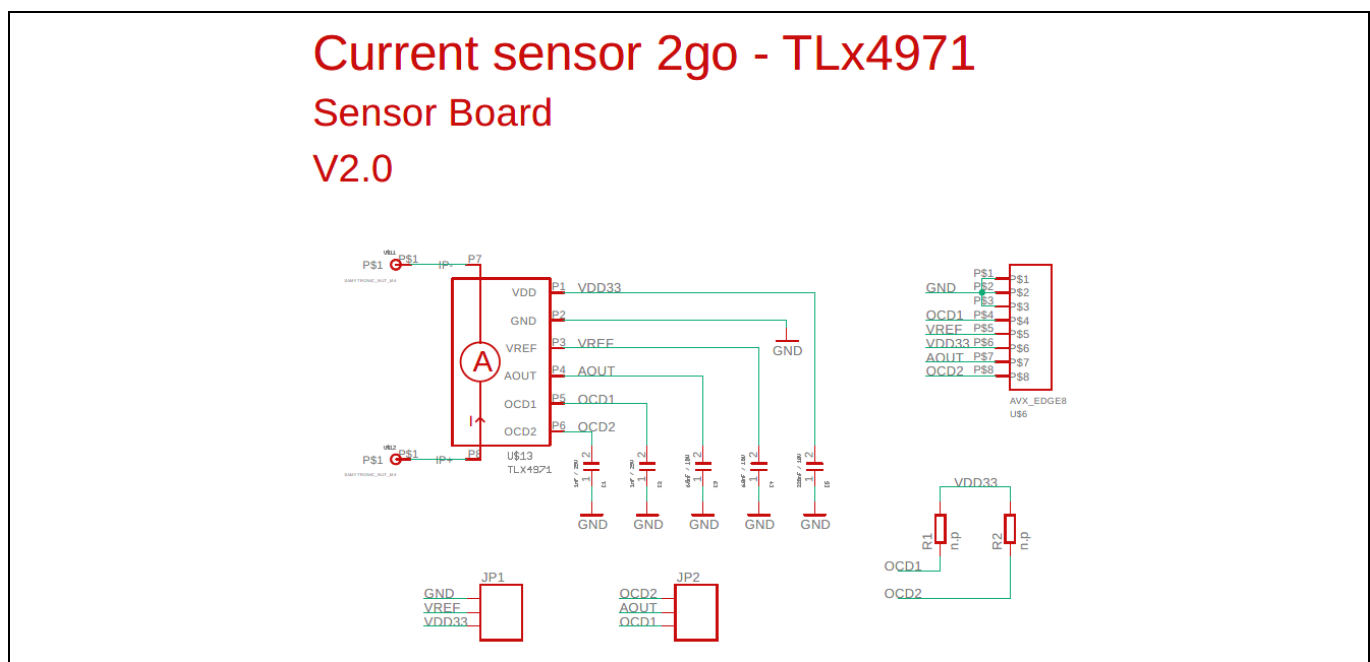 Current sensor 2go - TLx4971
Sensor Board
V2.0
P$1 P$1 IP- P7
VDD P1 VDD33
GND P2
GND
VREF P3 VREF
A
AOUT P4 AOUT
OCD1 P5 OCD1
I
OCD2 P6 OCD2
P$1 P$1 IP+ P8
U$13
TLX4971
2 2 2 2 2
1 1 1 1 1
GND GND GND GND GND
P$1 P$1
GND P$2 P$2
P$3 P$3
OCD1 P$4 P$4
VREF P$5 P$5
VDD33 P$6 P$6
AOUT P$7 P$7
OCD2 P$8 P$8
AVX_EDGE8
U$6
VDD33
R1 n.p R2 n.p
OCD1
OCD2
JP1
GND
VREF
VDD33
JP2
OCD2
AOUT
OCD1